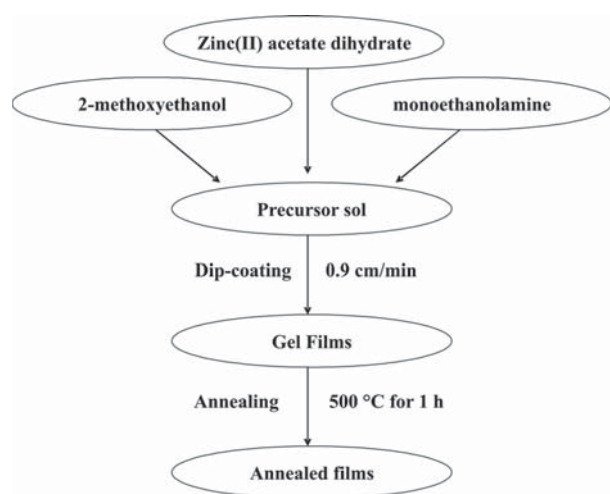 Zinc(II) acetate dihydrate
2-methoxyethanol
monoethanolamine
Precursor sol
Dip-coating 0.9 cm/min
Gel Films
Annealing 500 °C for 1 h
Annealed films